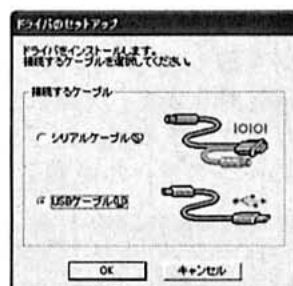 ドライバのセットアップ
ドライバをインストールします。
接続するケーブルを選択してください。
接続するケーブル
シリアルケーブル(S)
10101
USBケーブル(U)
OK
キャンセル